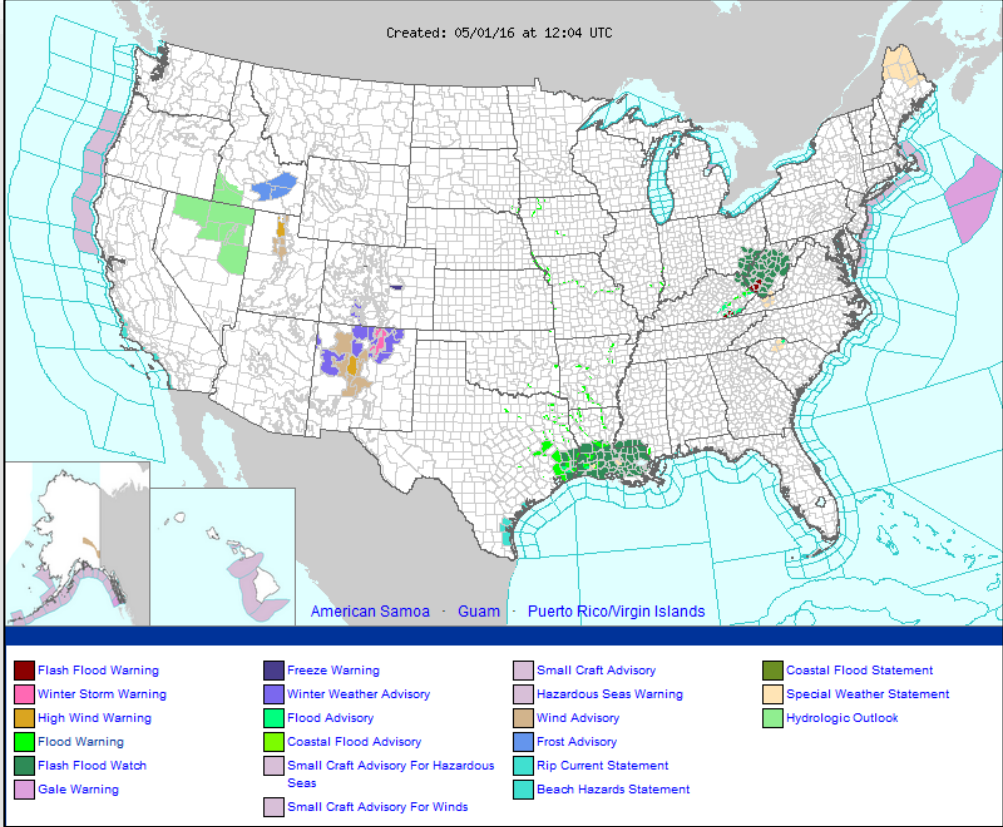 Created: 05/01/16 at 12:04 UTC
American Samoa · Guam · Puerto Rico/Virgin Islands
Flash Flood Warning
Winter Storm Warning
High Wind Warning
Flood Warning
Flash Flood Watch
Gale Warning
Freeze Warning
Winter Weather Advisory
Flood Advisory
Coastal Flood Advisory
Small Craft Advisory For Hazardous
Seas
Small Craft Advisory For Winds
Small Craft Advisory
Hazardous Seas Warning
Wind Advisory
Frost Advisory
Rip Current Statement
Beach Hazards Statement
Coastal Flood Statement
Special Weather Statement
Hydrologic Outlook